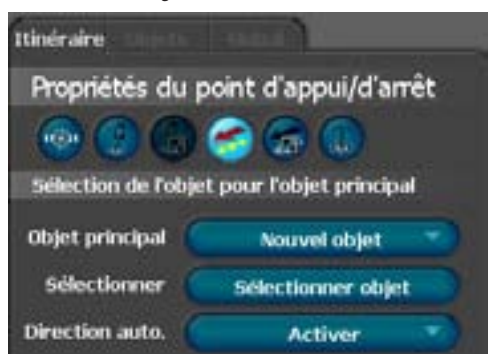 Itinéraire
Propriétés du point d'appui/d'arrêt
Sélection de l'objet pour l'objet principal
Objet principal Nouvel objet
Sélectionner Sélectionner objet
Direction auto. Activer